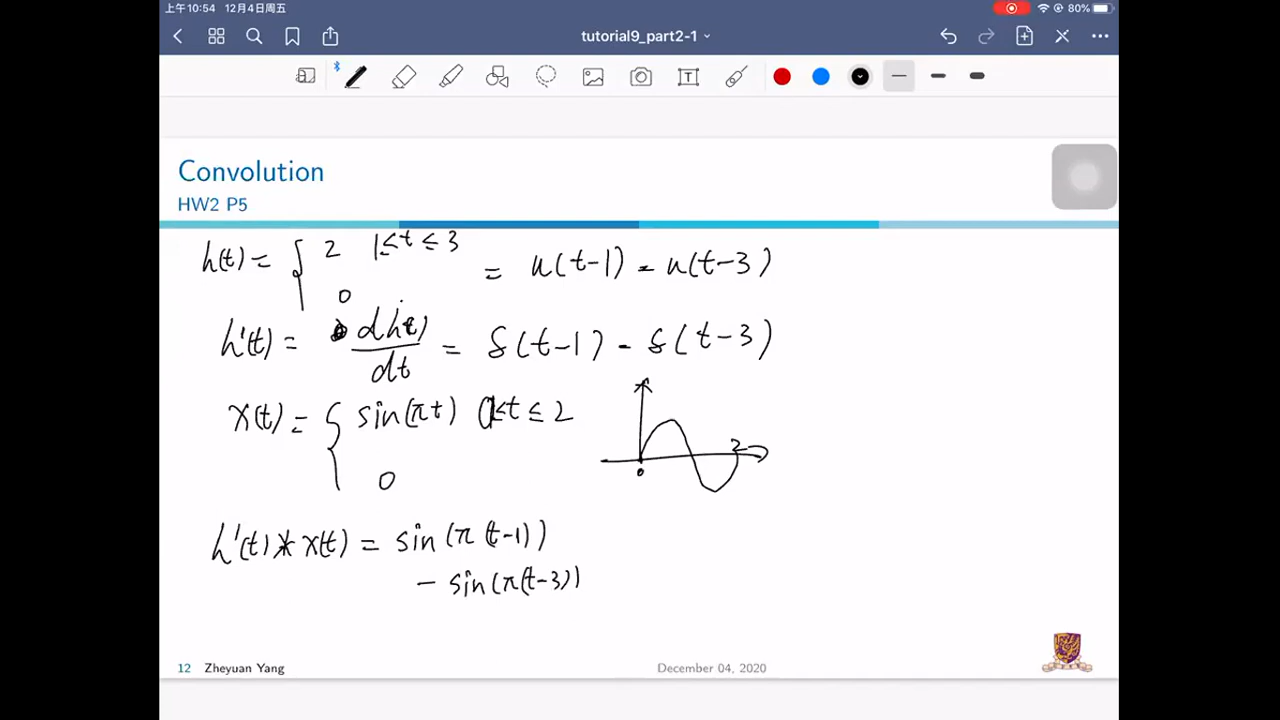 上午10:54 12月4日周五
80%
tutorial9_part2-1
T
Convolution
HW2 P5
h(t) = { 2 1≤t≤3
0
= u(t-1) - u(t-3)
h'(t) = dh(t)/dt = δ(t-1) - δ(t-3)
x(t) = { sin(πt) 0≤t≤2
0
0 2
h'(t) * x(t) = sin(π(t-1))
- sin(π(t-3))
12 Zheyuan Yang December 04, 2020